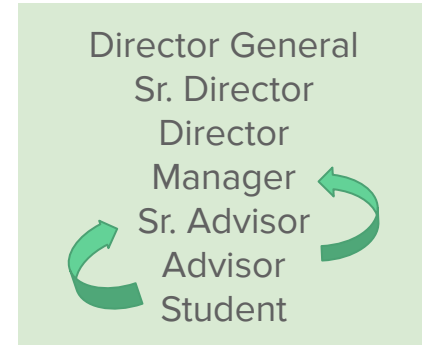 Director General
Sr. Director
Director
Manager
Sr. Advisor
Advisor
Student